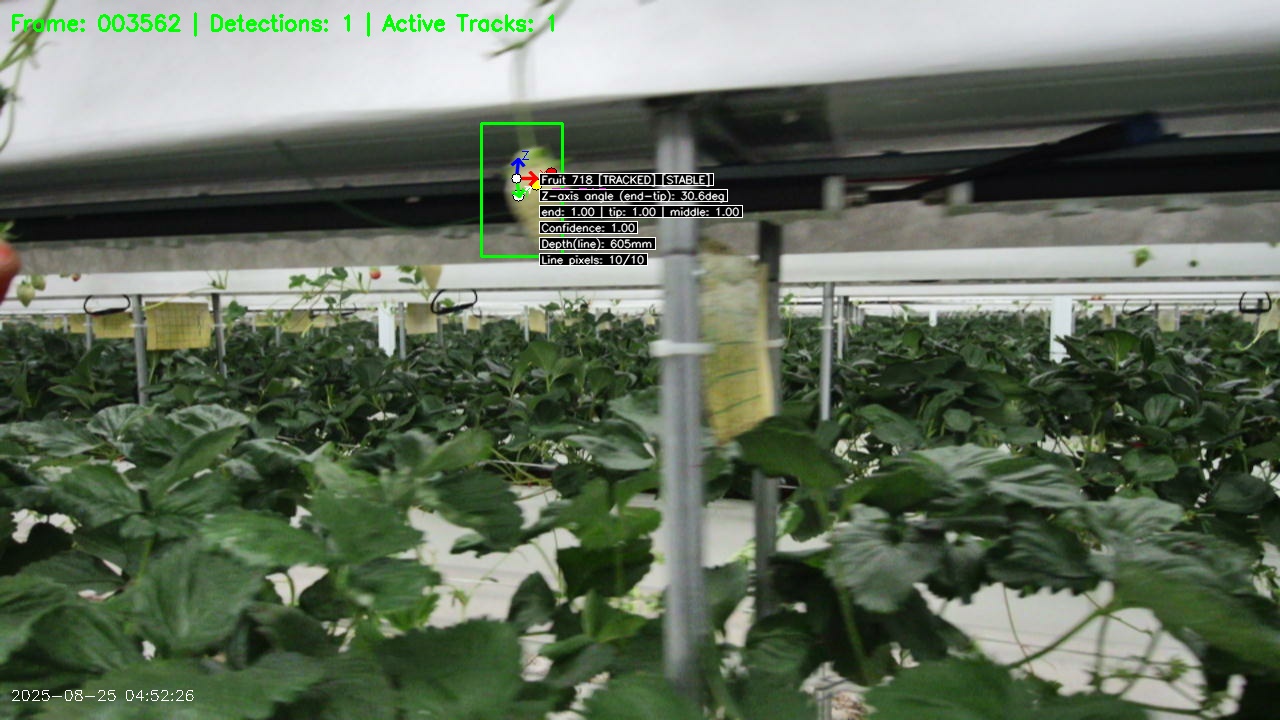 Frame: 003562 | Detections: 1 | Active Tracks: 1
Z
Fruit 718 [TRACKED] [STABLE]
Z-axis angle (end-tip): 30.6deg
end: 1.00 | tip: 1.00 | middle: 1.00
Confidence: 1.00
Depth(line): 605mm
Line pixels: 10/10
2025-08-25 04:52:26